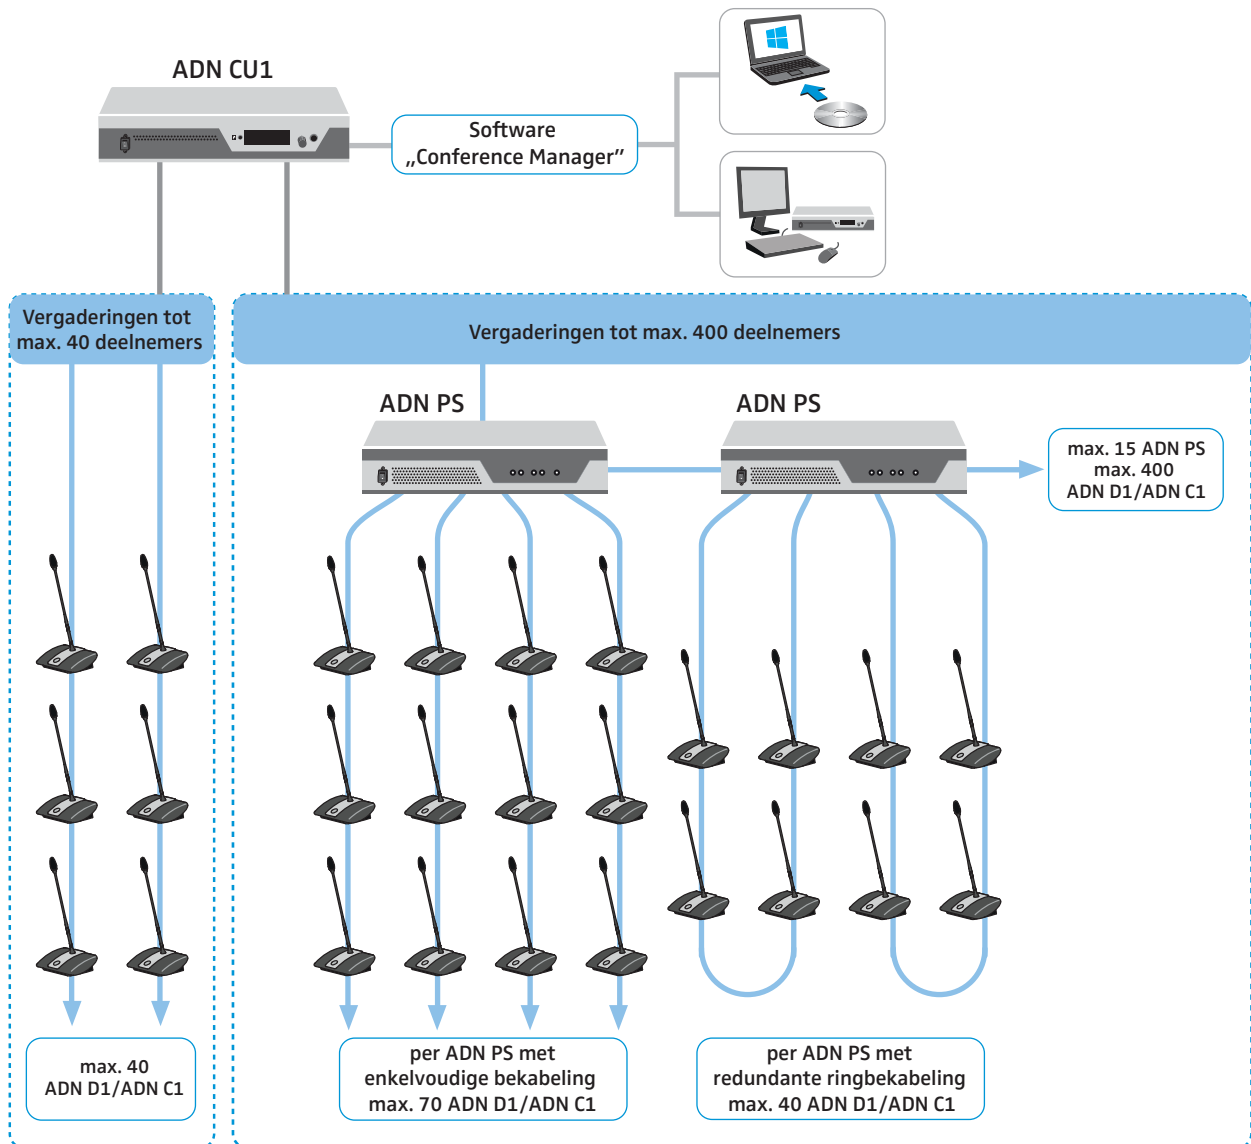 ADN CU1
Software
„Conference Manager”
Vergaderingen tot
max. 40 deelnemers
Vergaderingen tot max. 400 deelnemers
ADN PS
ADN PS
max. 15 ADN PS
max. 400
ADN D1/ADN C1
max. 40
ADN D1/ADN C1
per ADN PS met
enkelvoudige bekabeling
max. 70 ADN D1/ADN C1
per ADN PS met
redundante ringbekabeling
max. 40 ADN D1/ADN C1